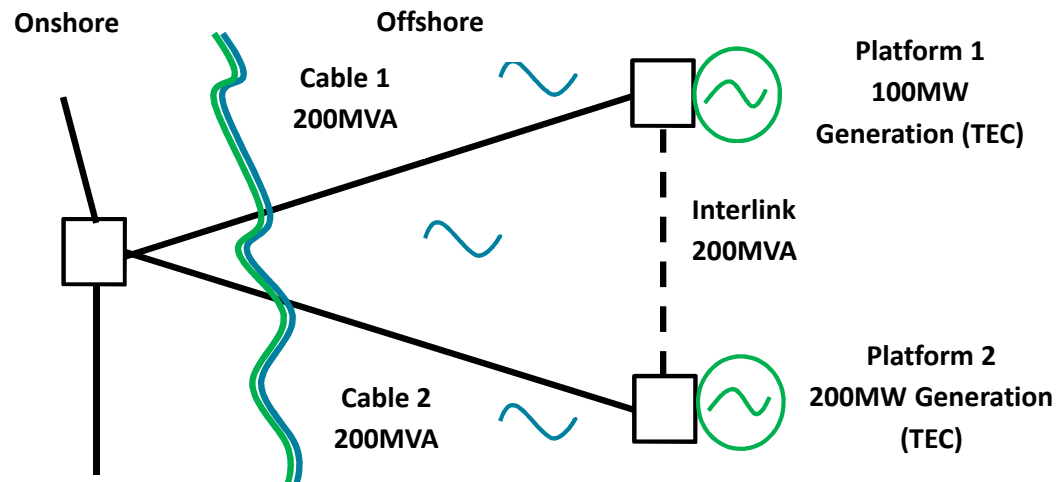 Onshore
Offshore
Cable 1
200MVA
Platform 1
100MW
Generation (TEC)
Interlink
200MVA
Cable 2
200MVA
Platform 2
200MW Generation
(TEC)